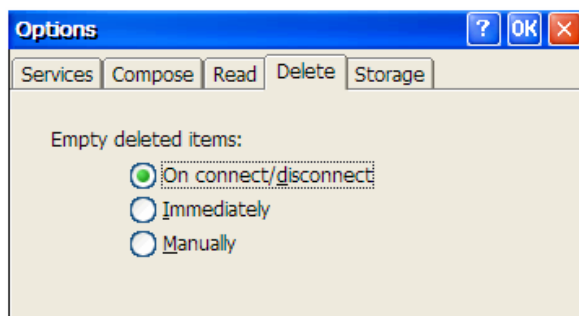 Options ? OK ×
Services Compose Read Delete Storage
Empty deleted items:
On connect/disconnect
Immediately
Manually